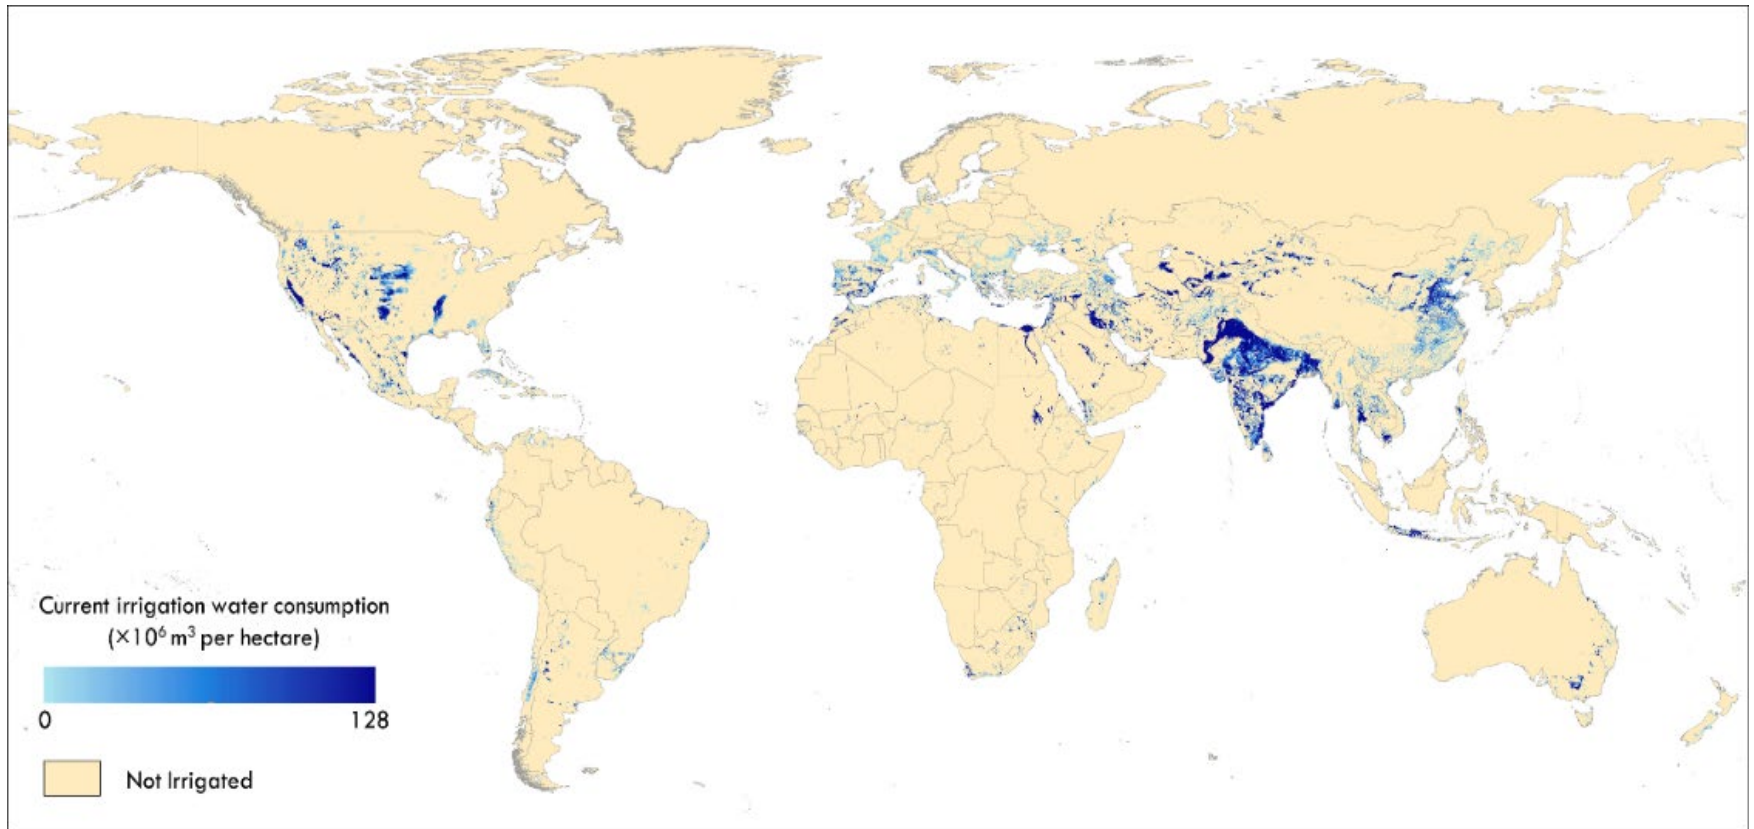 Current irrigation water consumption
(×10⁶ m³ per hectare)
0 128
Not Irrigated